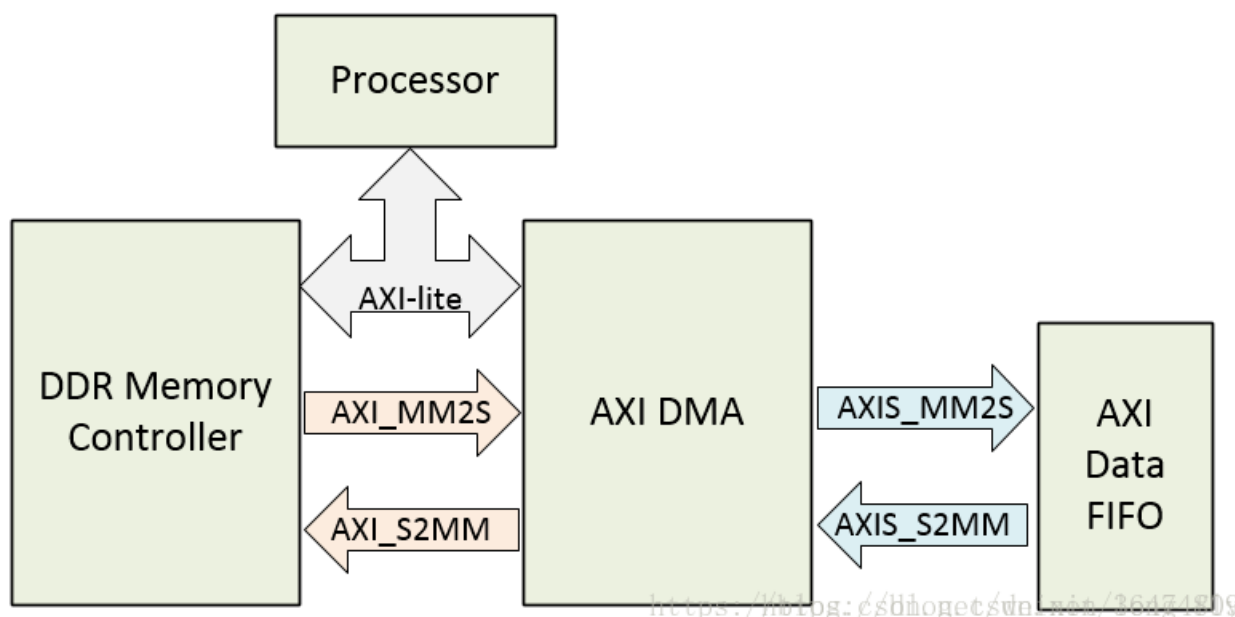 Processor
AXI-lite
DDR Memory
Controller
AXI_MM2S
AXI_S2MM
AXI DMA
AXIS_MM2S
AXIS_S2MM
AXI
Data
FIFO